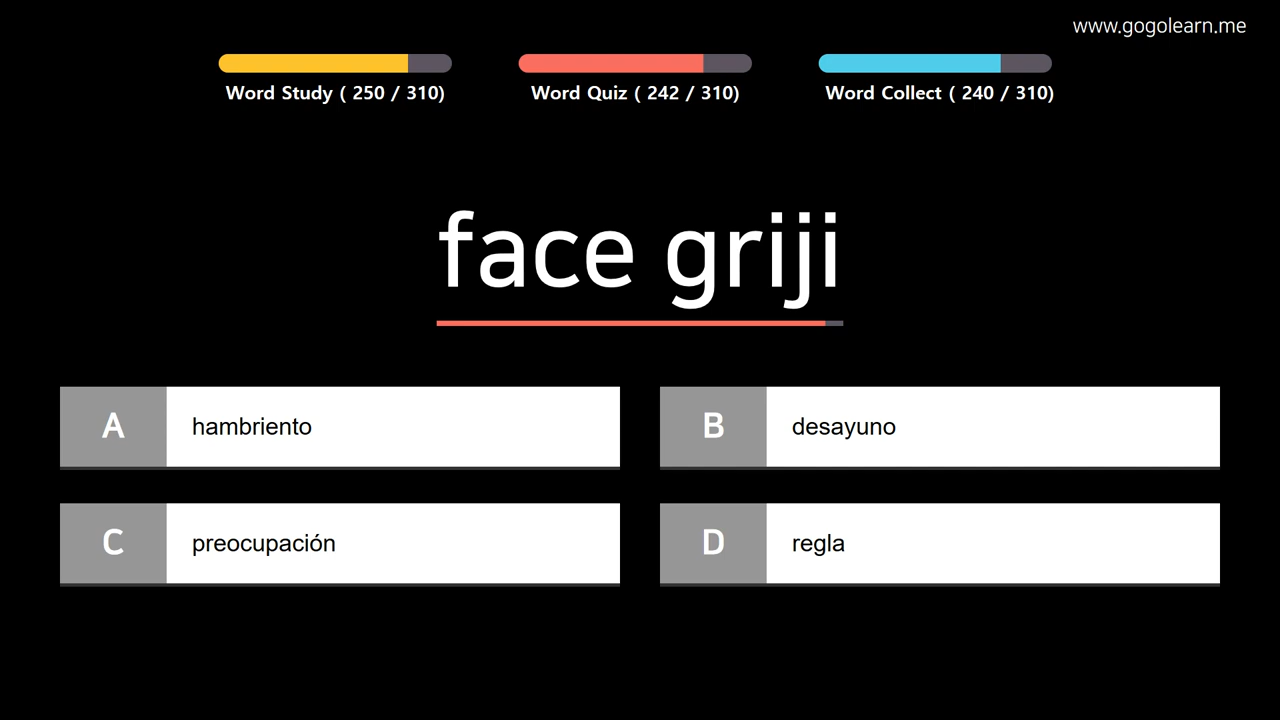 www.gogolearn.me
Word Study ( 250 / 310)
Word Quiz ( 242 / 310)
Word Collect ( 240 / 310)
face griji
A hambriento
B desayuno
C preocupación
D regla